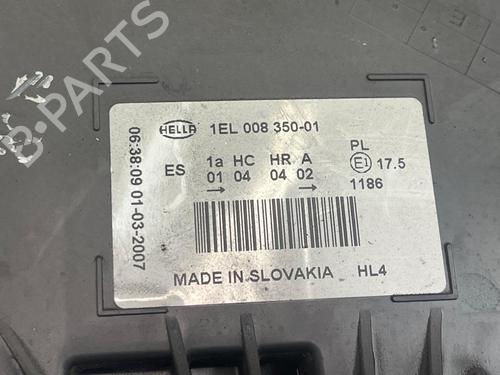 HELLA 1EL 008 350-01
ES 1a HC HR A PL
01 04 04 02 E1 17.5
→ → 1186
MADE IN SLOVAKIA HL4
06:38:09 01-03-2007